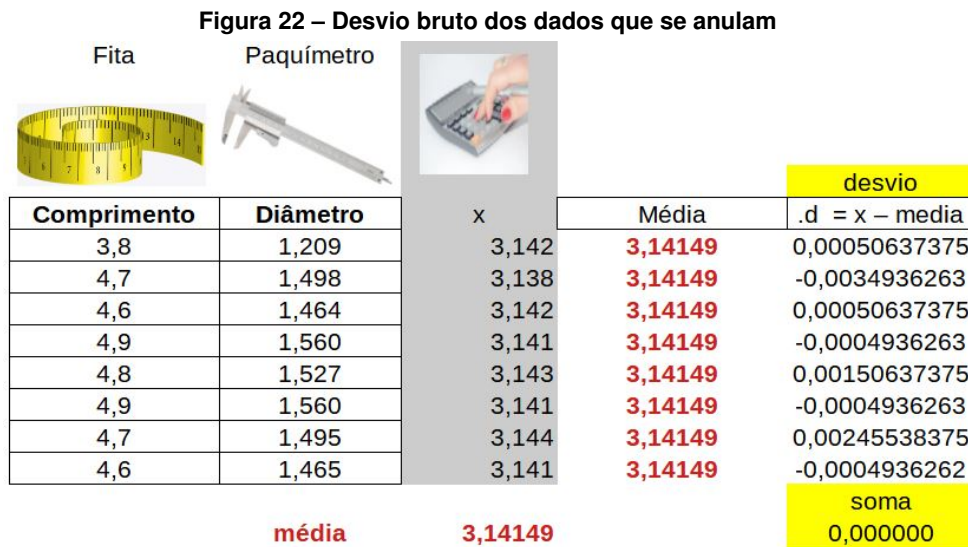 Figura 22 – Desvio bruto dos dados que se anulam
Fita Paquímetro
desvio
Comprimento Diâmetro x Média .d = x – media
3,8 1,209 3,142 3,14149 0,00050637375
4,7 1,498 3,138 3,14149 -0,0034936263
4,6 1,464 3,142 3,14149 0,00050637375
4,9 1,560 3,141 3,14149 -0,0004936263
4,8 1,527 3,143 3,14149 0,00150637375
4,9 1,560 3,141 3,14149 -0,0004936263
4,7 1,495 3,144 3,14149 0,00245538375
4,6 1,465 3,141 3,14149 -0,0004936262
soma
média 3,14149 0,000000